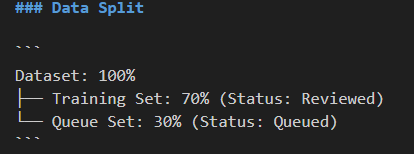 ### Data Split
```
Dataset: 100%
├── Training Set: 70% (Status: Reviewed)
└── Queue Set: 30% (Status: Queued)
```